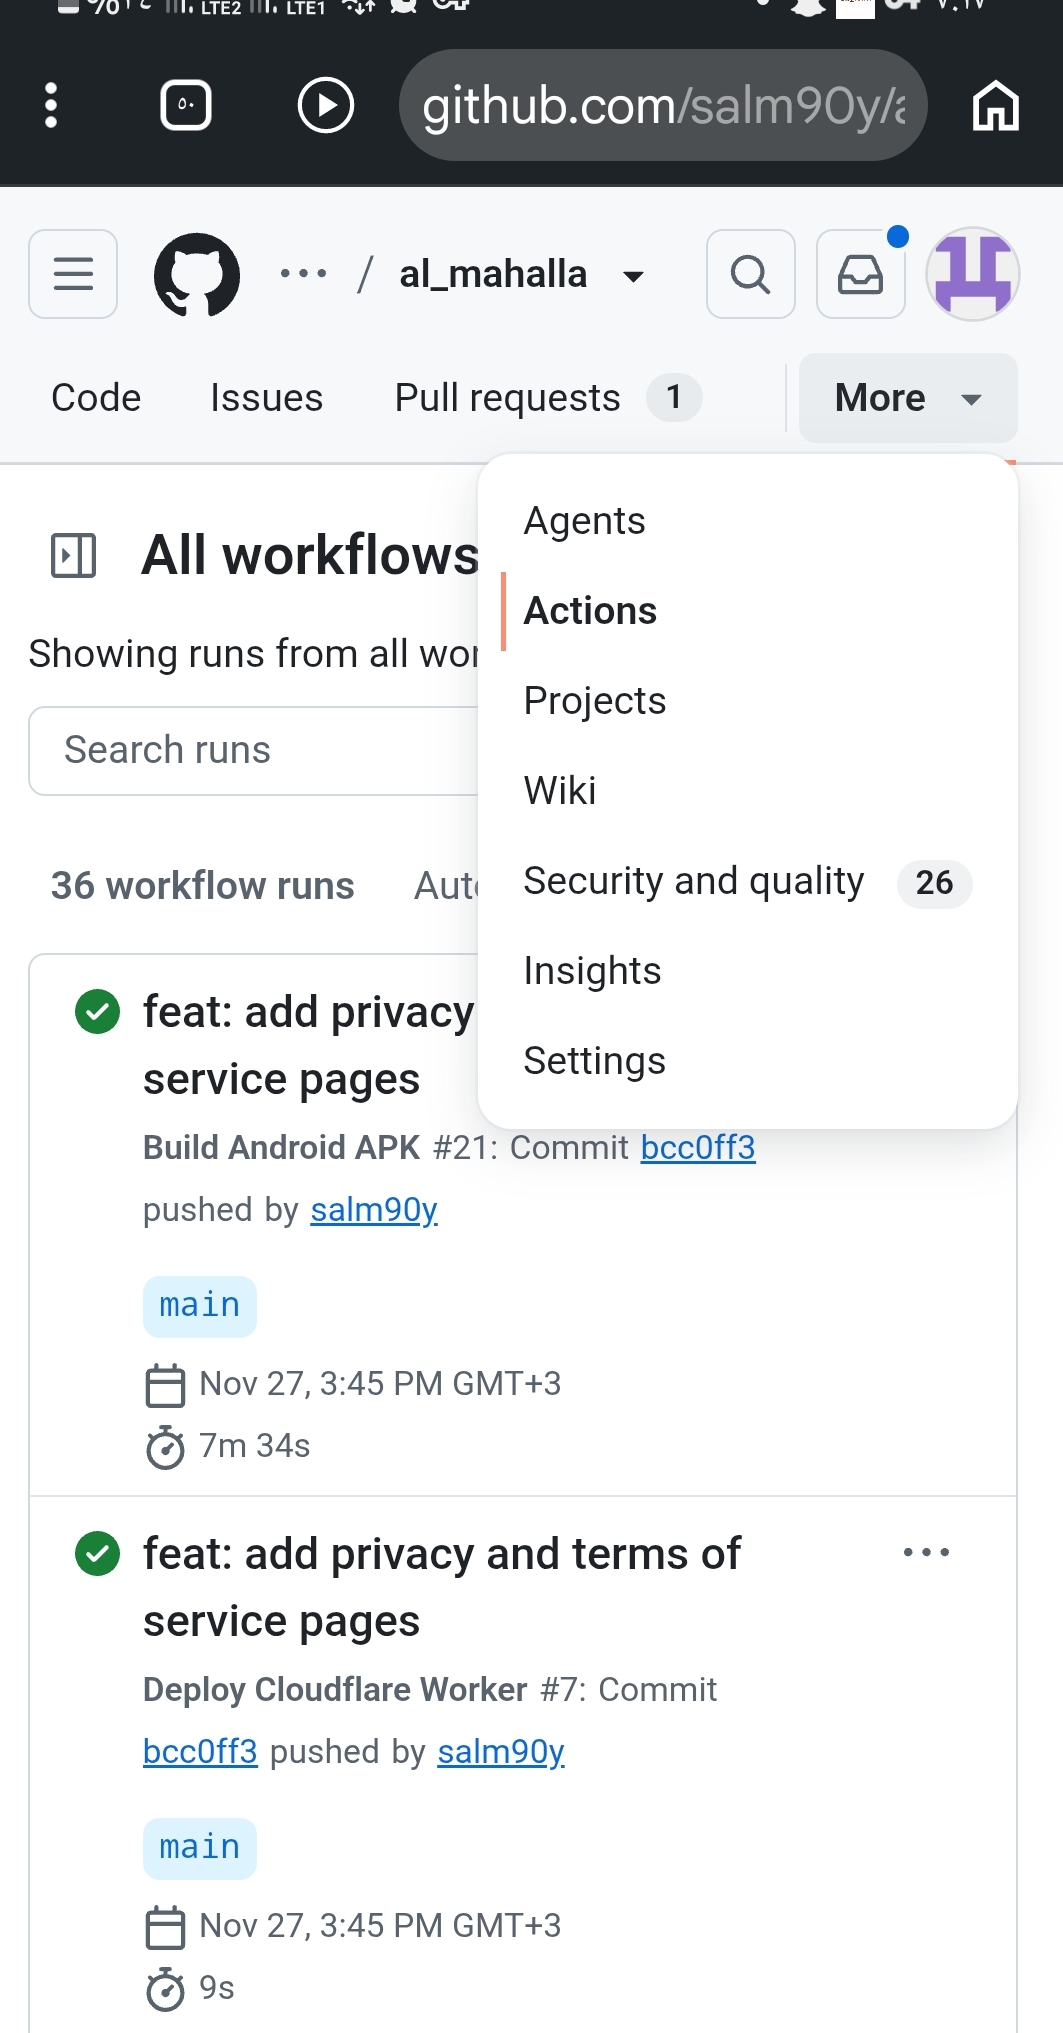 LTE2 LTE1
github.com/salm90y/a
al_mahalla
Code Issues Pull requests 1 More
Agents
Actions
Projects
Wiki
Security and quality 26
Insights
Settings
All workflows
Showing runs from all
Search runs
36 workflow runs
feat: add privacy
service pages
Build Android APK #21: Commit bcc0ff3
pushed by salm90y
main
Nov 27, 3:45 PM GMT+3
7m 34s
feat: add privacy and terms of
service pages
Deploy Cloudflare Worker #7: Commit
bcc0ff3 pushed by salm90y
main
Nov 27, 3:45 PM GMT+3
9s